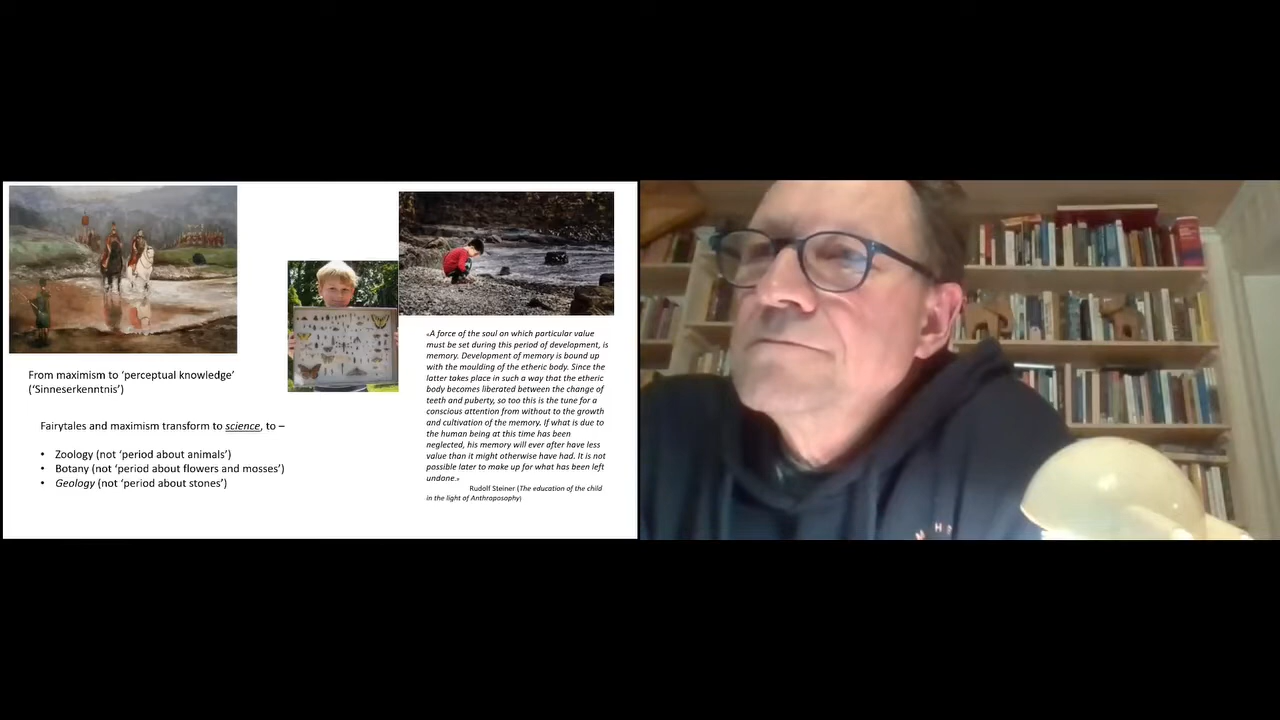 From maximism to ‘perceptual knowledge’
(‘Sinneserkenntnis’)
Fairytales and maximism transform to science, to –
• Zoology (not ‘period about animals’)
• Botany (not ‘period about flowers and mosses’)
• Geology (not ‘period about stones’)
«A force of the soul on which particular value
must be set during this period of development, is
memory. Development of memory is bound up
with the moulding of the etheric body. Since the
latter takes place in such a way that the etheric
body becomes liberated between the change of
teeth and puberty, so too this is the tune for a
conscious attention from without to the growth
and cultivation of the memory. If what is due to
the human being at this time has been
neglected, his memory will ever after have less
value than it might otherwise have had. It is not
possible later to make up for what has been left
undone.»
Rudolf Steiner (The education of the child
in the light of Anthroposophy)